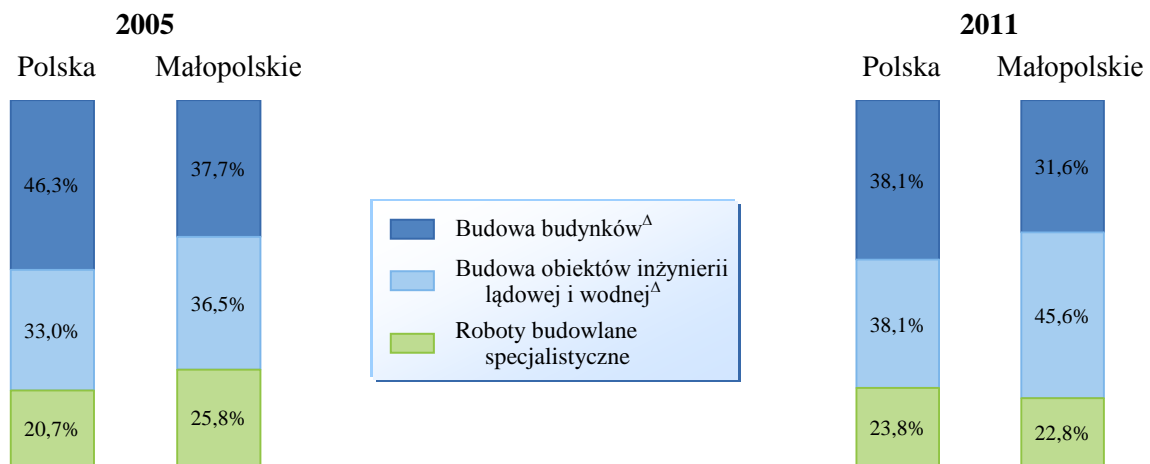 2005
Polska Małopolskie
46,3%
33,0%
20,7%
37,7%
36,5%
25,8%
Budowa budynków^Δ
Budowa obiektów inżynierii
lądowej i wodnej^Δ
Roboty budowlane
specjalistyczne
2011
Polska Małopolskie
38,1%
38,1%
23,8%
31,6%
45,6%
22,8%